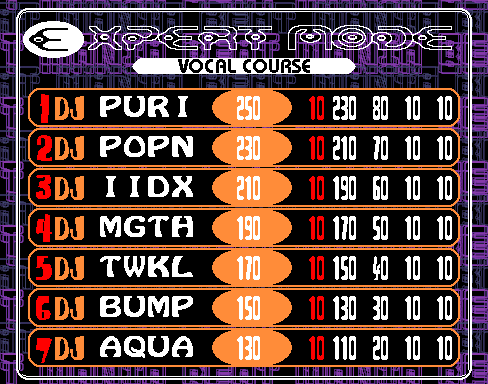 EXPERT MODE
VOCAL COURSE
1DJ PURI 250 10 230 80 10 10
2DJ POPN 230 10 210 70 10 10
3DJ IIDX 210 10 190 60 10 10
4DJ MGTH 190 10 170 50 10 10
5DJ TWKL 170 10 150 40 10 10
6DJ BUMP 150 10 130 30 10 10
7DJ AQUA 130 10 110 20 10 10